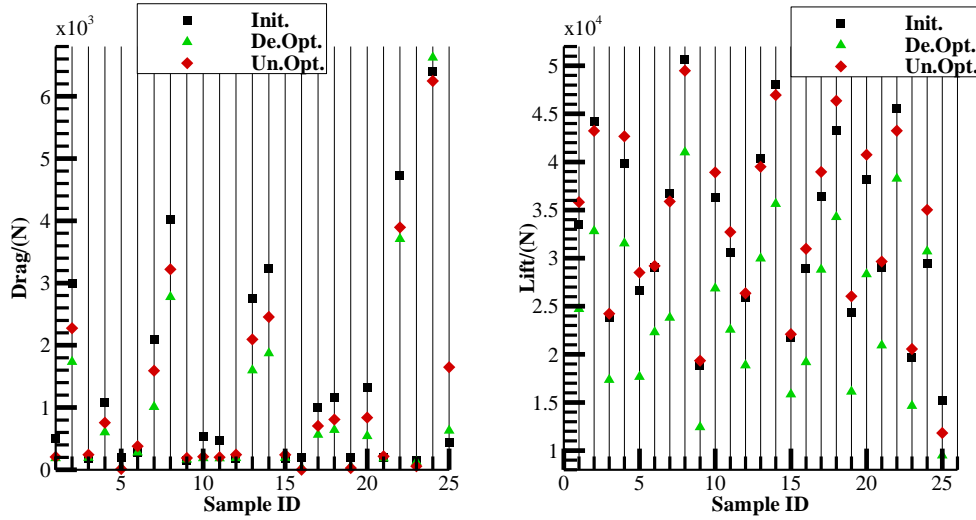 x10³
Init.
De.Opt.
Un.Opt.
6
5
4
3
2
1
0
Drag/(N)
5
10
15
20
25
Sample ID
x10⁴
Init.
De.Opt.
Un.Opt.
5
4.5
4
3.5
3
2.5
2
1.5
1
Lift/(N)
0
5
10
15
20
25
Sample ID